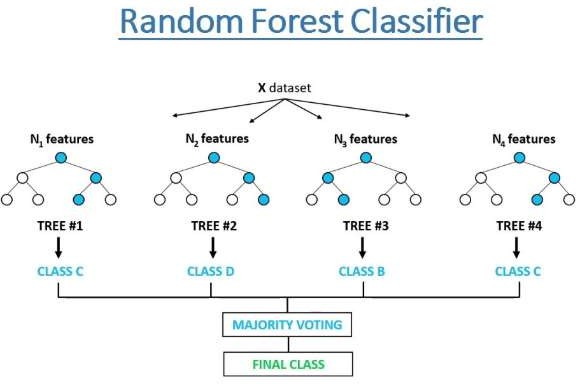 Random Forest Classifier
X dataset
N₁ features
N₂ features
N₃ features
N₄ features
TREE #1
TREE #2
TREE #3
TREE #4
CLASS C
CLASS D
CLASS B
CLASS C
MAJORITY VOTING
FINAL CLASS